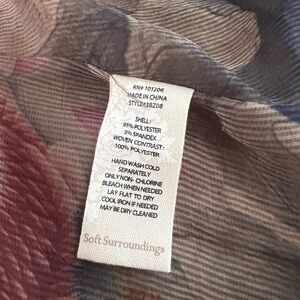 RN# 101206
MADE IN CHINA
STYLE#38Z08
SHELL:
95% POLYESTER
5% SPANDEX
WOVEN CONTRAST:
100% POLYESTER
HAND WASH COLD
SEPARATELY
ONLY NON- CHLORINE
BLEACH WHEN NEEDED
LAY FLAT TO DRY
COOL IRON IF NEEDED
MAY BE DRY CLEANED
Soft Surroundings